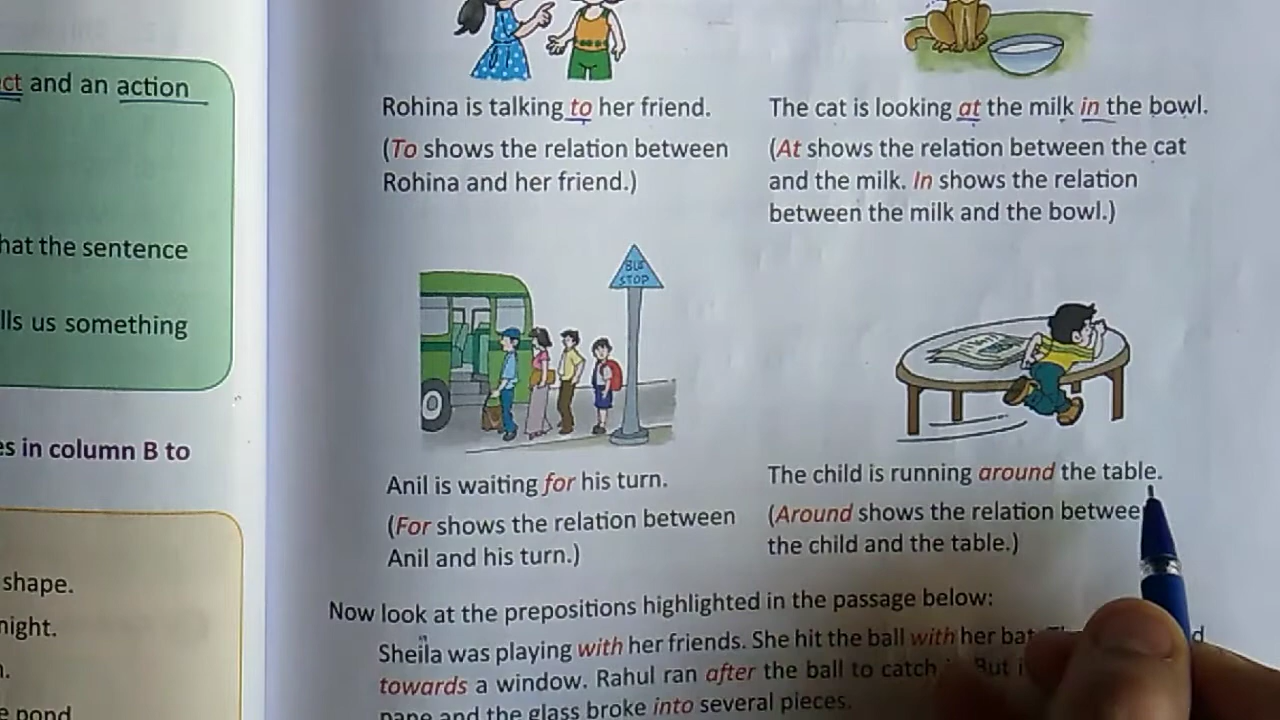 ct and an action
hat the sentence
lls us something
es in column B to
shape.
night.
e pond
Rohina is talking to her friend.
(To shows the relation between
Rohina and her friend.)
The cat is looking at the milk in the bowl.
(At shows the relation between the cat
and the milk. In shows the relation
between the milk and the bowl.)
BUS
STOP
Anil is waiting for his turn.
(For shows the relation between
Anil and his turn.)
The child is running around the table.
(Around shows the relation between
the child and the table.)
Now look at the prepositions highlighted in the passage below:
Sheila was playing with her friends. She hit the ball with her bat.
towards a window. Rahul ran after the ball to catch But
pane and the glass broke into several pieces.